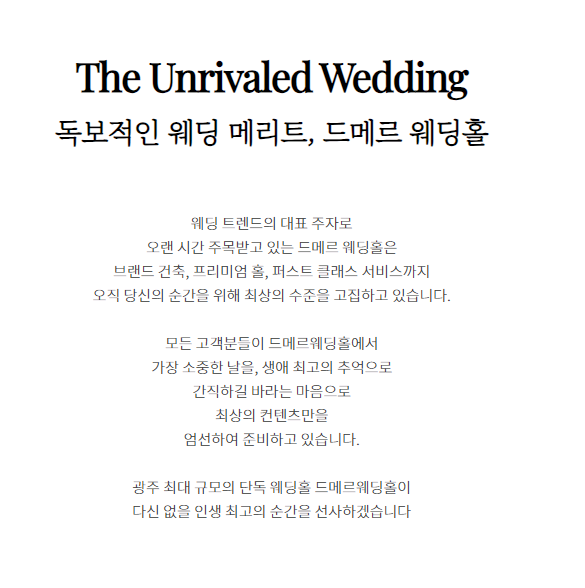 The Unrivaled Wedding
독보적인 웨딩 메리트, 드메르 웨딩홀
웨딩 트렌드의 대표 주자로
오랜 시간 주목받고 있는 드메르 웨딩홀은
브랜드 건축, 프리미엄 홀, 퍼스트 클래스 서비스까지
오직 당신의 순간을 위해 최상의 수준을 고집하고 있습니다.
모든 고객분들이 드메르웨딩홀에서
가장 소중한 날을, 생애 최고의 추억으로
간직하길 바라는 마음으로
최상의 컨텐츠만을
엄선하여 준비하고 있습니다.
광주 최대 규모의 단독 웨딩홀 드메르웨딩홀이
다신 없을 인생 최고의 순간을 선사하겠습니다